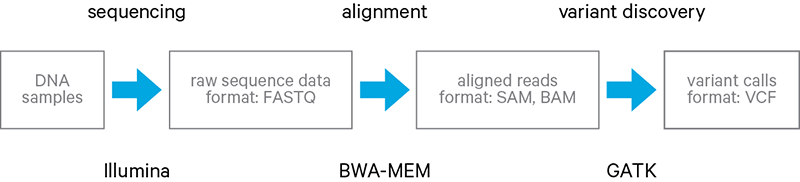 sequencing
alignment
variant discovery
DNA
samples
raw sequence data
format: FASTQ
aligned reads
format: SAM, BAM
variant calls
format: VCF
Illumina
BWA-MEM
GATK